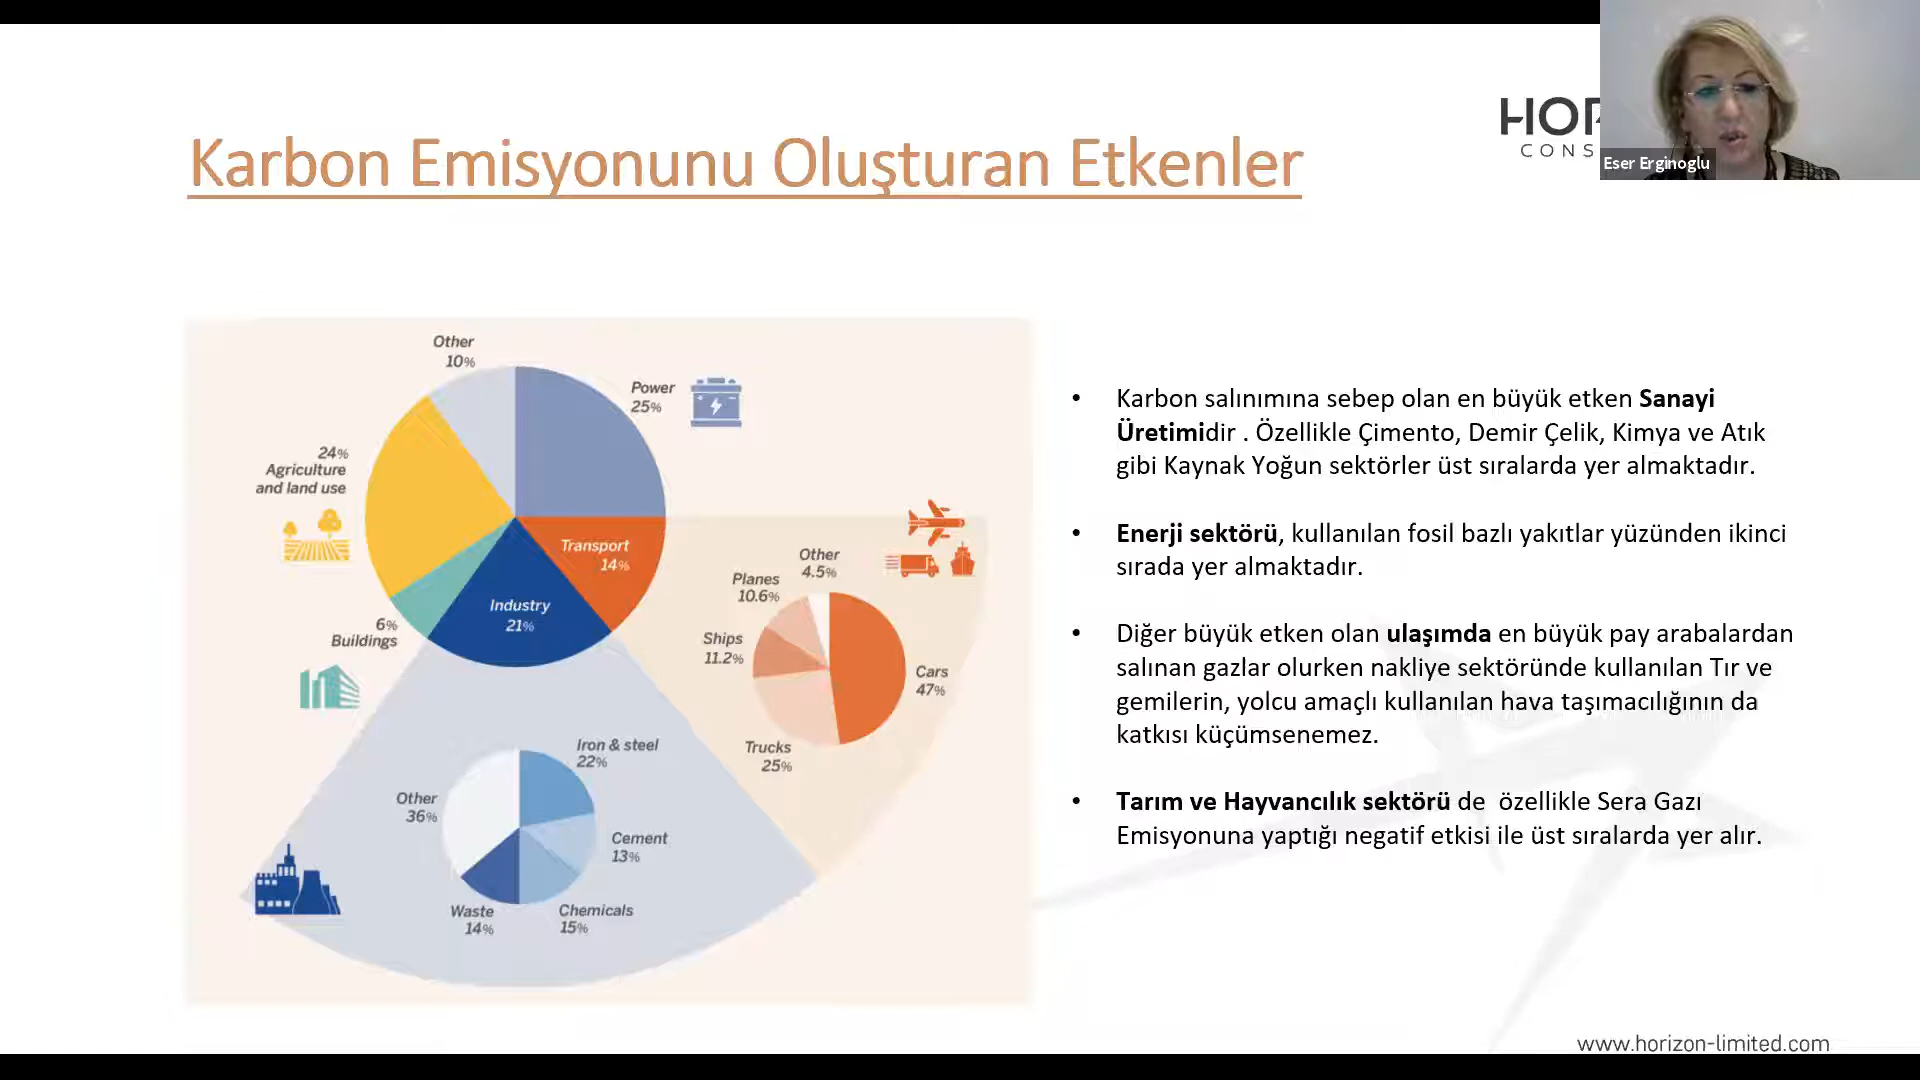 Karbon Emisyonunu Oluşturan Etkenler
CONS
Eser Erginoglu
Other
10%
Power
25%
24%
Agriculture
and land use
Transport
14%
Industry
21%
6%
Buildings
Other
4.5%
Planes
10.6%
Ships
11.2%
Cars
47%
Trucks
25%
Iron & steel
22%
Other
36%
Cement
13%
Waste
14%
Chemicals
15%
• Karbon salınımına sebep olan en büyük etken Sanayi
Üretimidir . Özellikle Çimento, Demir Çelik, Kimya ve Atık
gibi Kaynak Yoğun sektörler üst sıralarda yer almaktadır.
• Enerji sektörü, kullanılan fosil bazlı yakıtlar yüzünden ikinci
sırada yer almaktadır.
• Diğer büyük etken olan ulaşımda en büyük pay arabalardan
salınan gazlar olurken nakliye sektöründe kullanılan Tır ve
gemilerin, yolcu amaçlı kullanılan hava taşımacılığının da
katkısı küçümsenemez.
• Tarım ve Hayvancılık sektörü de  özellikle Sera Gazı
Emisyonuna yaptığı negatif etkisi ile üst sıralarda yer alır.
www.horizon-limited.com